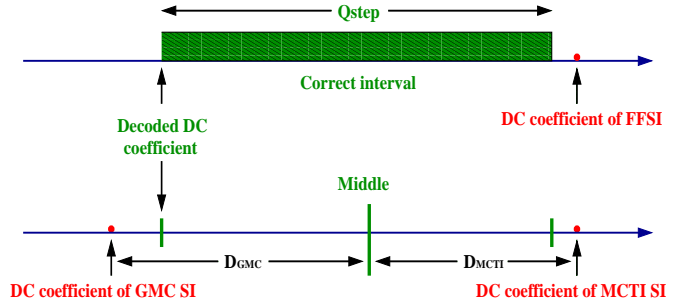 Qstep
Correct interval
DC coefficient of FFSI
Decoded DC
coefficient
Middle
DGMC
DMCTI
DC coefficient of GMC SI
DC coefficient of MCTI SI